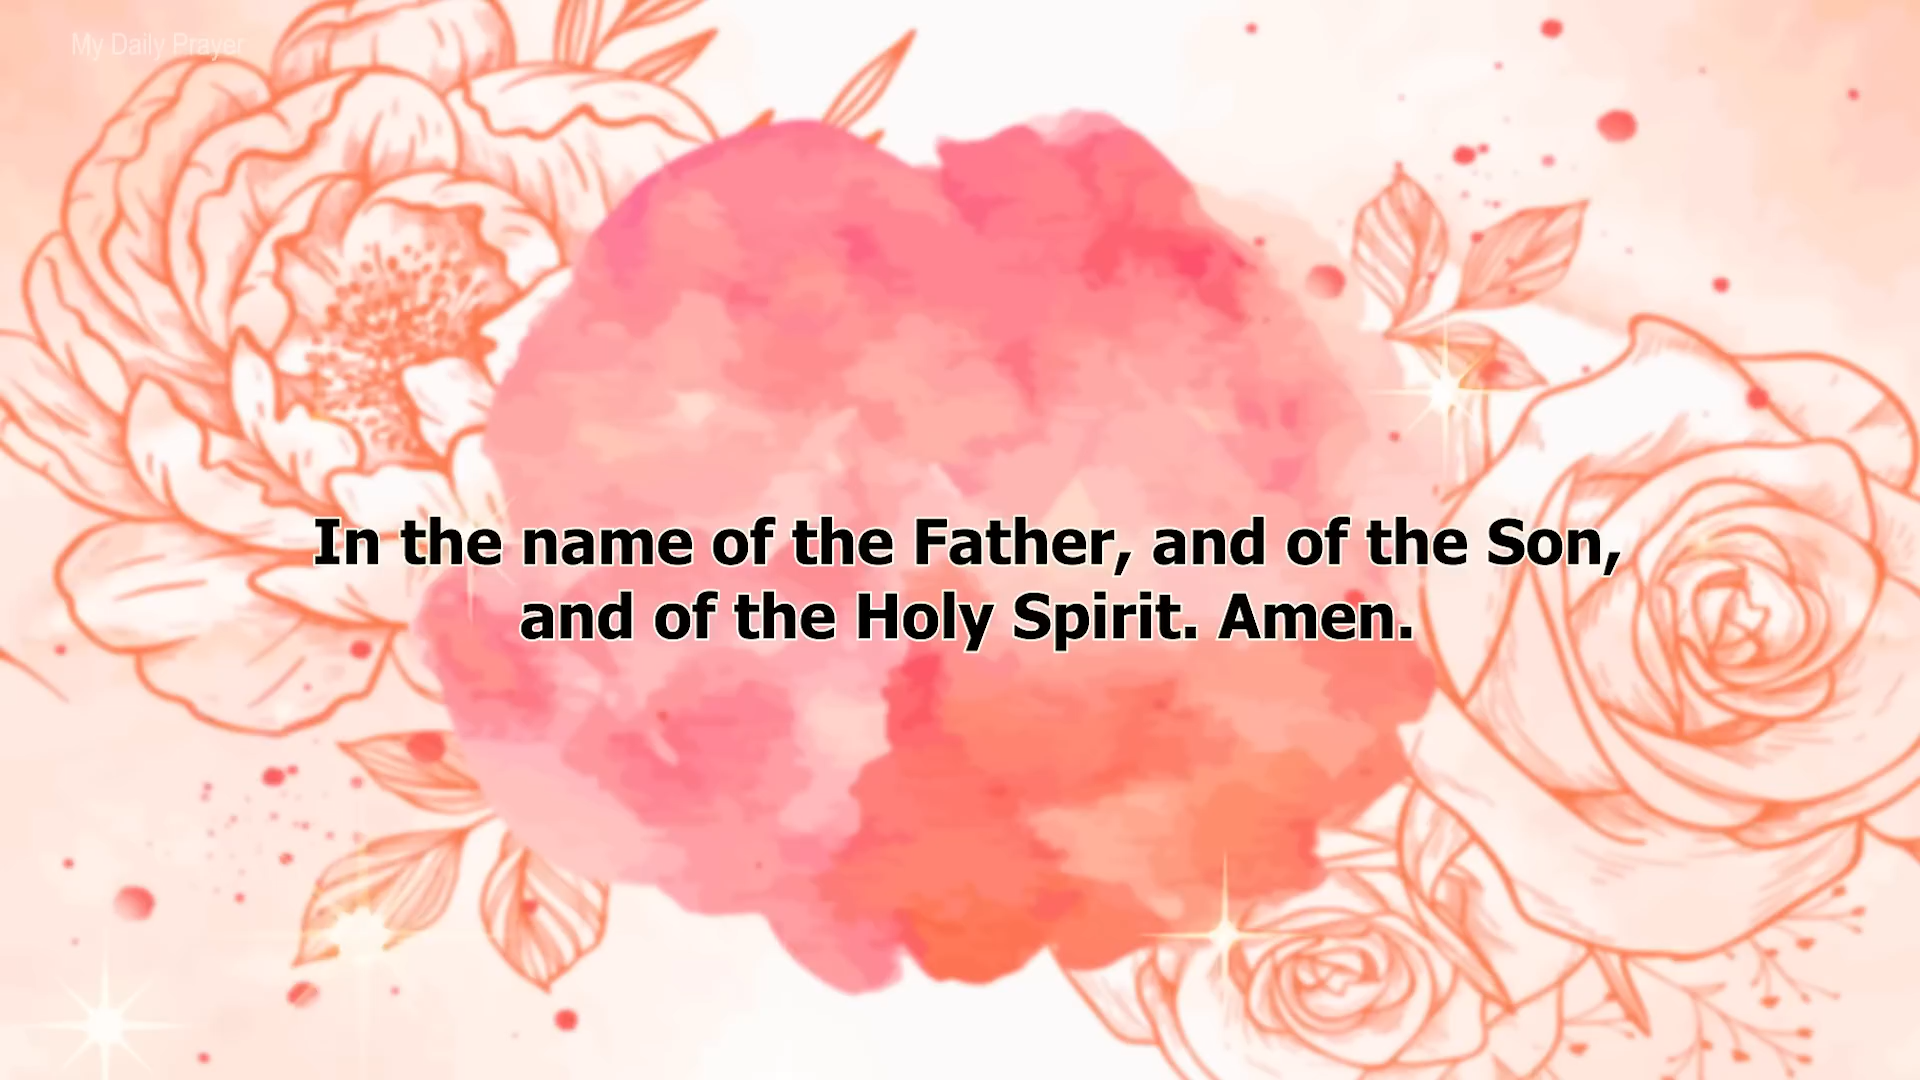 My Daily Prayer
In the name of the Father, and of the Son,
and of the Holy Spirit. Amen.